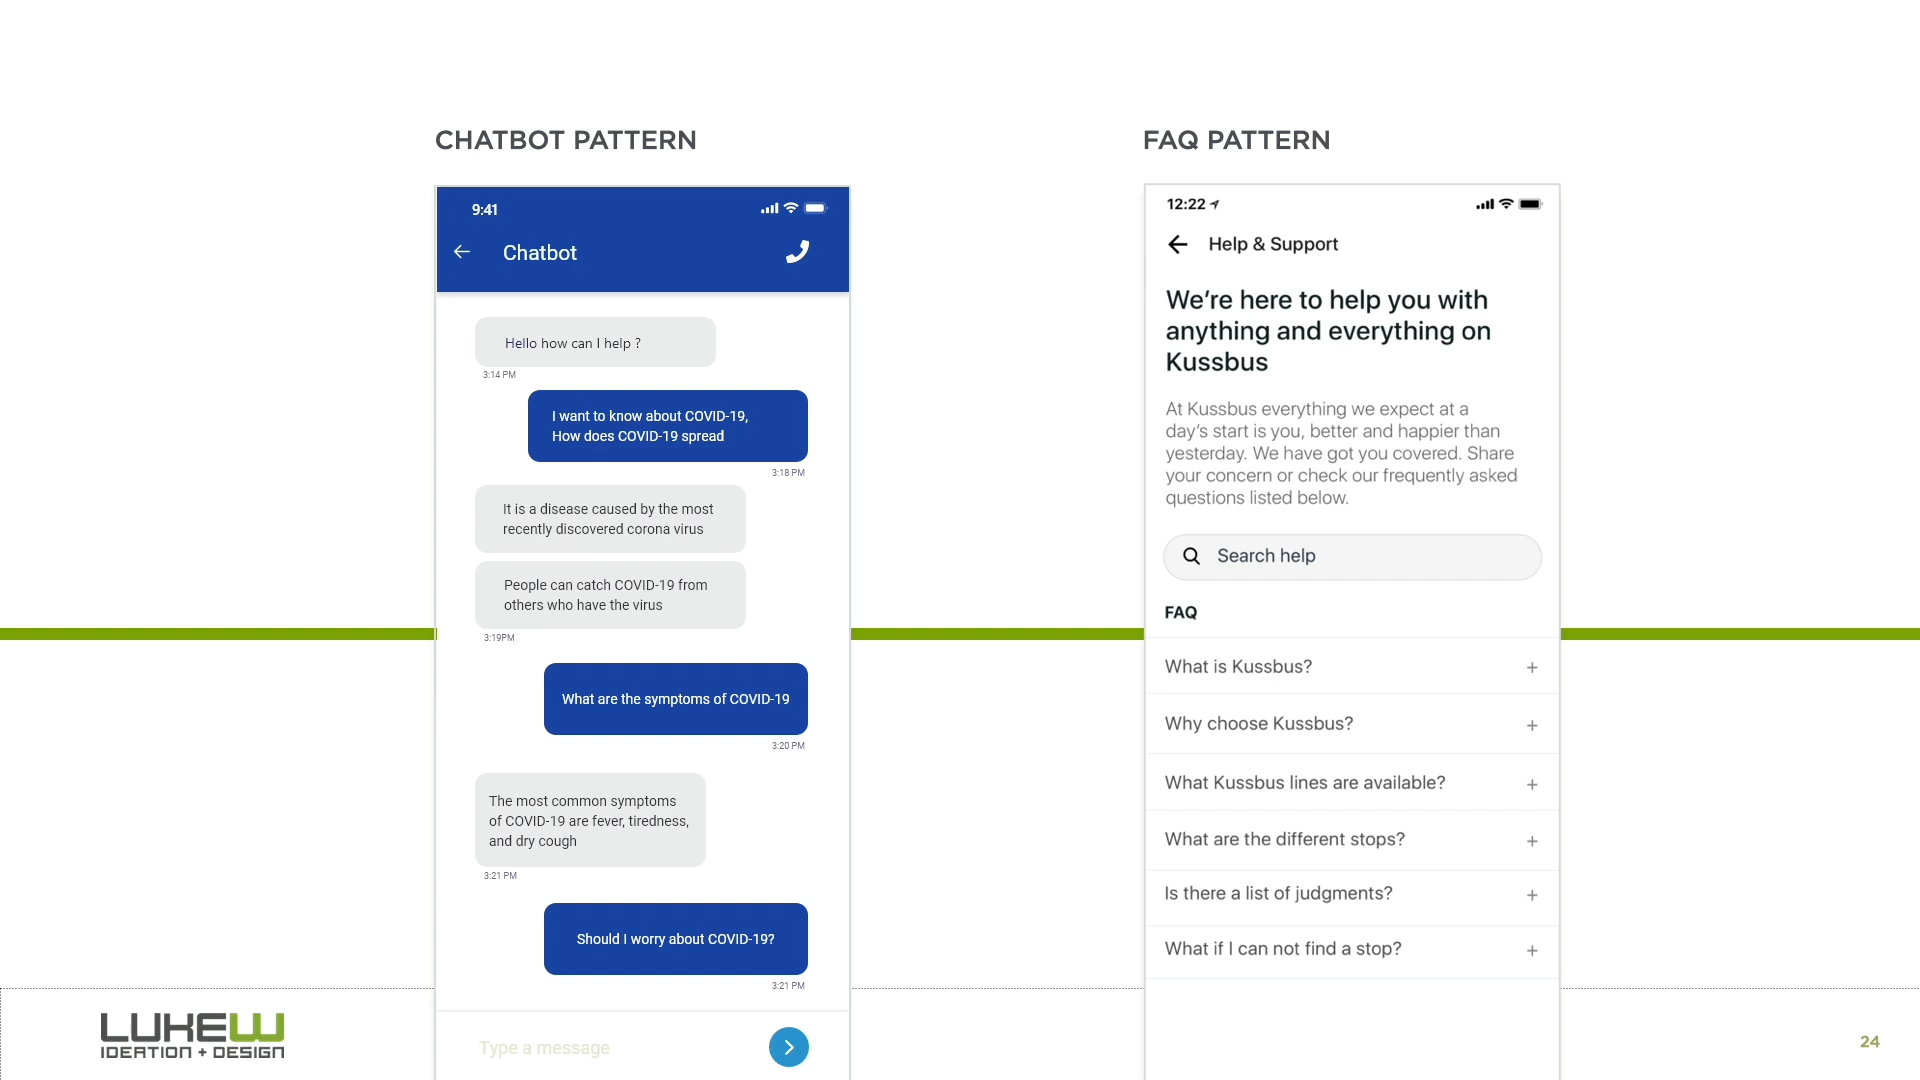 CHATBOT PATTERN
9:41
Chatbot
Hello how can I help ?
3:14 PM
I want to know about COVID-19,
How does COVID-19 spread
3:18 PM
It is a disease caused by the most
recently discovered corona virus
People can catch COVID-19 from
others who have the virus
3:19PM
What are the symptoms of COVID-19
3:20 PM
The most common symptoms
of COVID-19 are fever, tiredness,
and dry cough
3:21 PM
Should I worry about COVID-19?
3:21 PM
Type a message
FAQ PATTERN
12:22
Help & Support
We’re here to help you with
anything and everything on
Kussbus
At Kussbus everything we expect at a
day’s start is you, better and happier than
yesterday. We have got you covered. Share
your concern or check our frequently asked
questions listed below.
Search help
FAQ
What is Kussbus?
+
Why choose Kussbus?
+
What Kussbus lines are available?
+
What are the different stops?
+
Is there a list of judgments?
+
What if I can not find a stop?
+
LUKEW
IDEATION + DESIGN
24